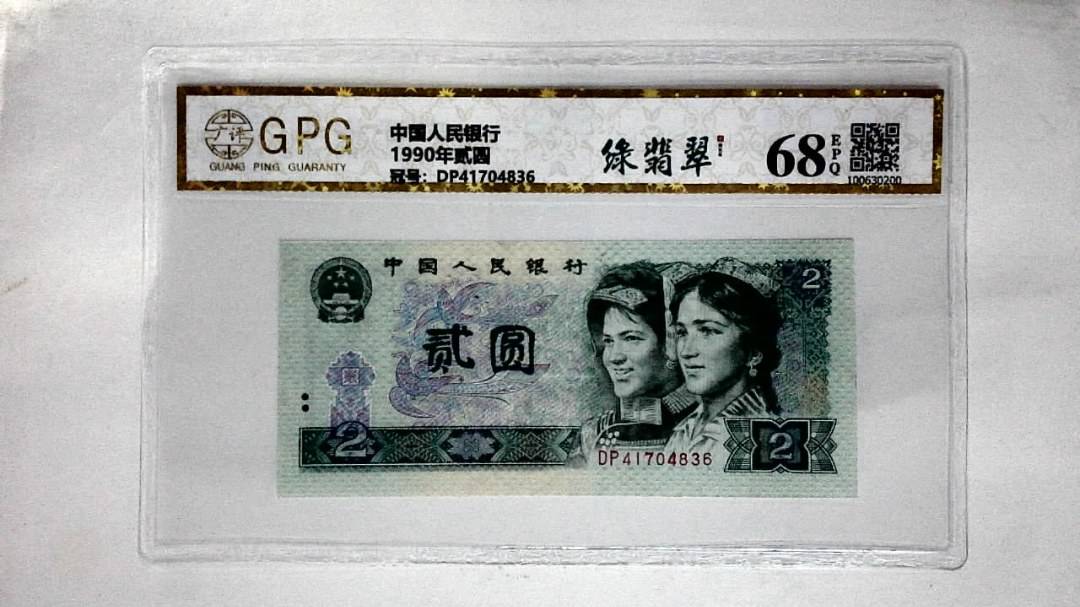 广评
GPG
GUANG PING GUARANTY
中国人民银行
1990年贰圆
冠号: DP41704836
绿翡翠
68
EPQ
100630200
中国人民银行
2
贰圆
2
DP41704836
2